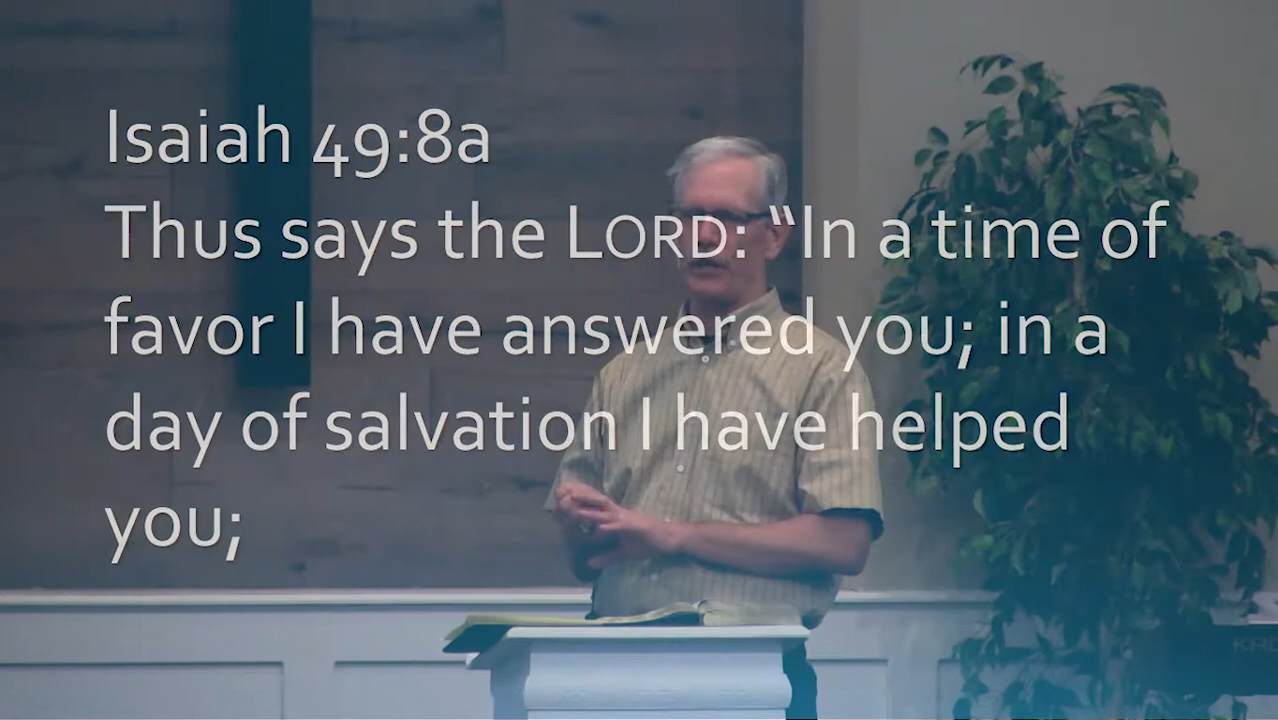 Isaiah 49:8a
Thus says the LORD: “In a time of
favor I have answered you; in a
day of salvation I have helped
you;